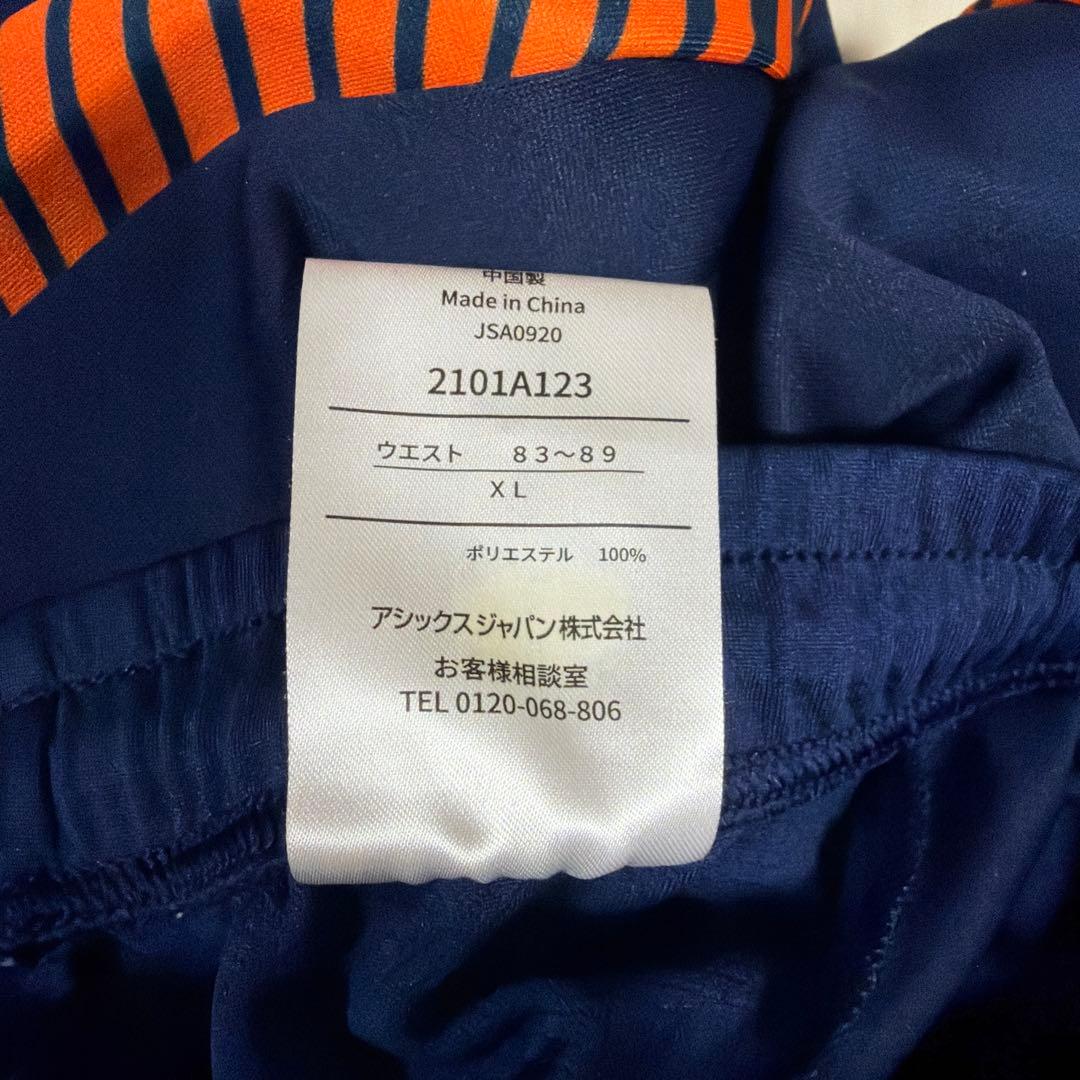 中国製
Made in China
JSA0920
2101A123
ウエスト ８３～８９
ＸＬ
ポリエステル 100%
アシックスジャパン株式会社
お客様相談室
TEL 0120-068-806